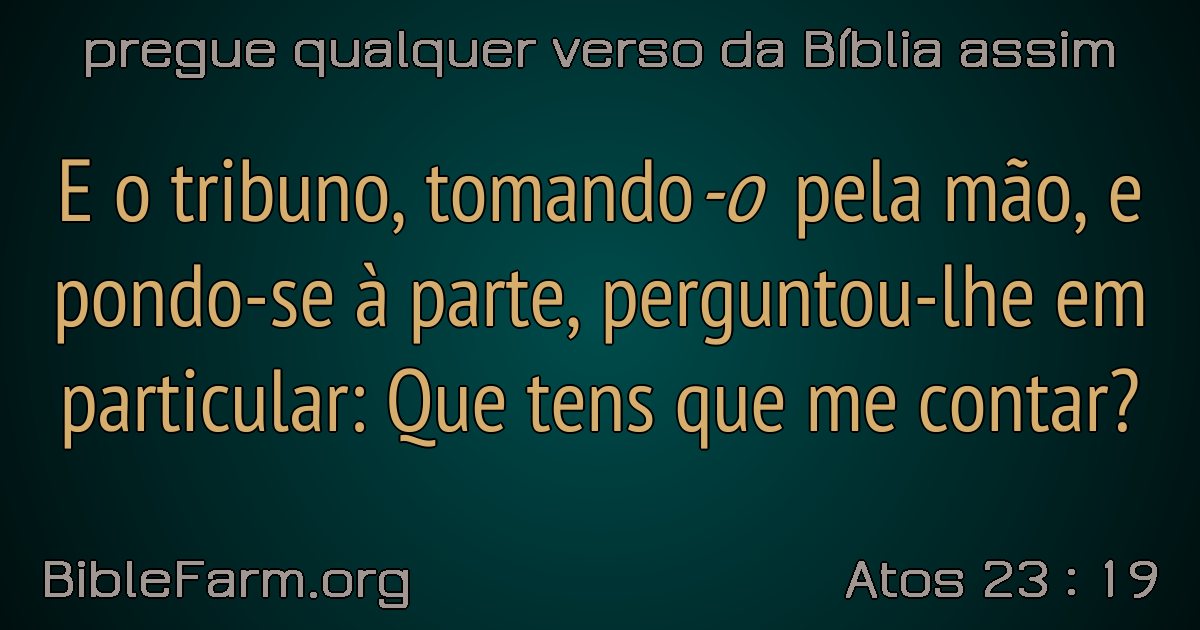 pregue qualquer verso da Bíblia assim
E o tribuno, tomando-o pela mão, e
pondo-se à parte, perguntou-lhe em
particular: Que tens que me contar?
BibleFarm.org
Atos 23 : 19